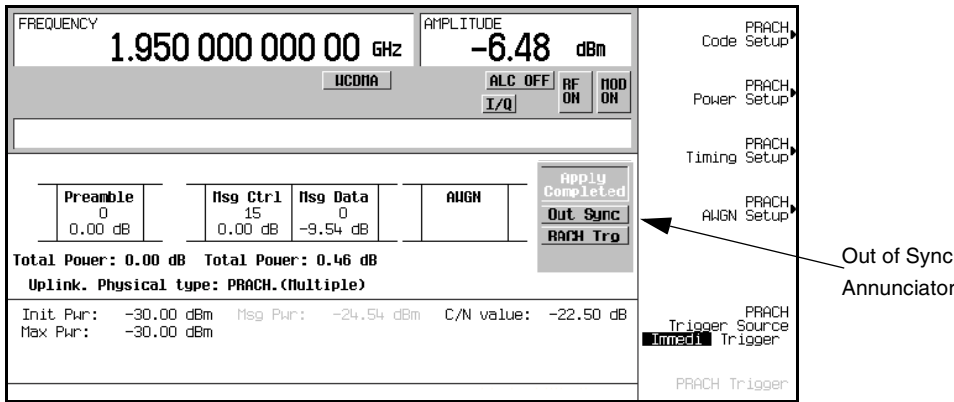 FREQUENCY
1.950 000 000 00 GHz
AMPLITUDE
-6.48 dBm
WCDMA
ALC OFF
I/Q
RF ON
MOD ON
Preamble
0
0.00 dB
Msg Ctrl
15
0.00 dB
Msg Data
0
-9.54 dB
AWGN
Apply Completed
Out Sync
RACH Trg
Total Power: 0.00 dB Total Power: 0.46 dB
Uplink. Physical type: PRACH.(Multiple)
Init Pwr: -30.00 dBm Msg Pwr: -24.54 dBm C/N value: -22.50 dB
Max Pwr: -30.00 dBm
PRACH
Code Setup
PRACH
Power Setup
PRACH
Timing Setup
PRACH
AWGN Setup
PRACH
Trigger Source
Immedi Trigger
PRACH Trigger
Out of Sync
Annunciator